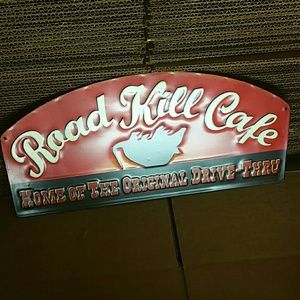 Road Kill Cafe
HOME OF THE ORIGINAL DRIVE-THRU